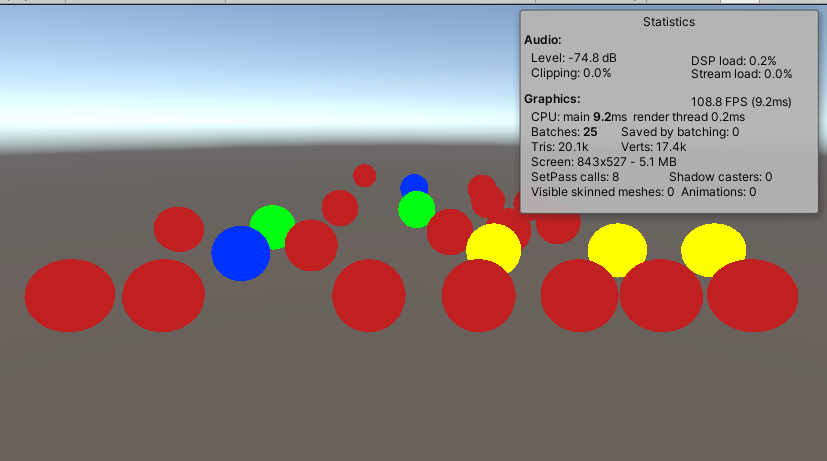 Statistics
Audio:
Level: -74.8 dB
DSP load: 0.2%
Clipping: 0.0%
Stream load: 0.0%
Graphics:
108.8 FPS (9.2ms)
CPU: main 9.2ms render thread 0.2ms
Batches: 25 Saved by batching: 0
Tris: 20.1k Verts: 17.4k
Screen: 843x527 - 5.1 MB
SetPass calls: 8 Shadow casters: 0
Visible skinned meshes: 0 Animations: 0